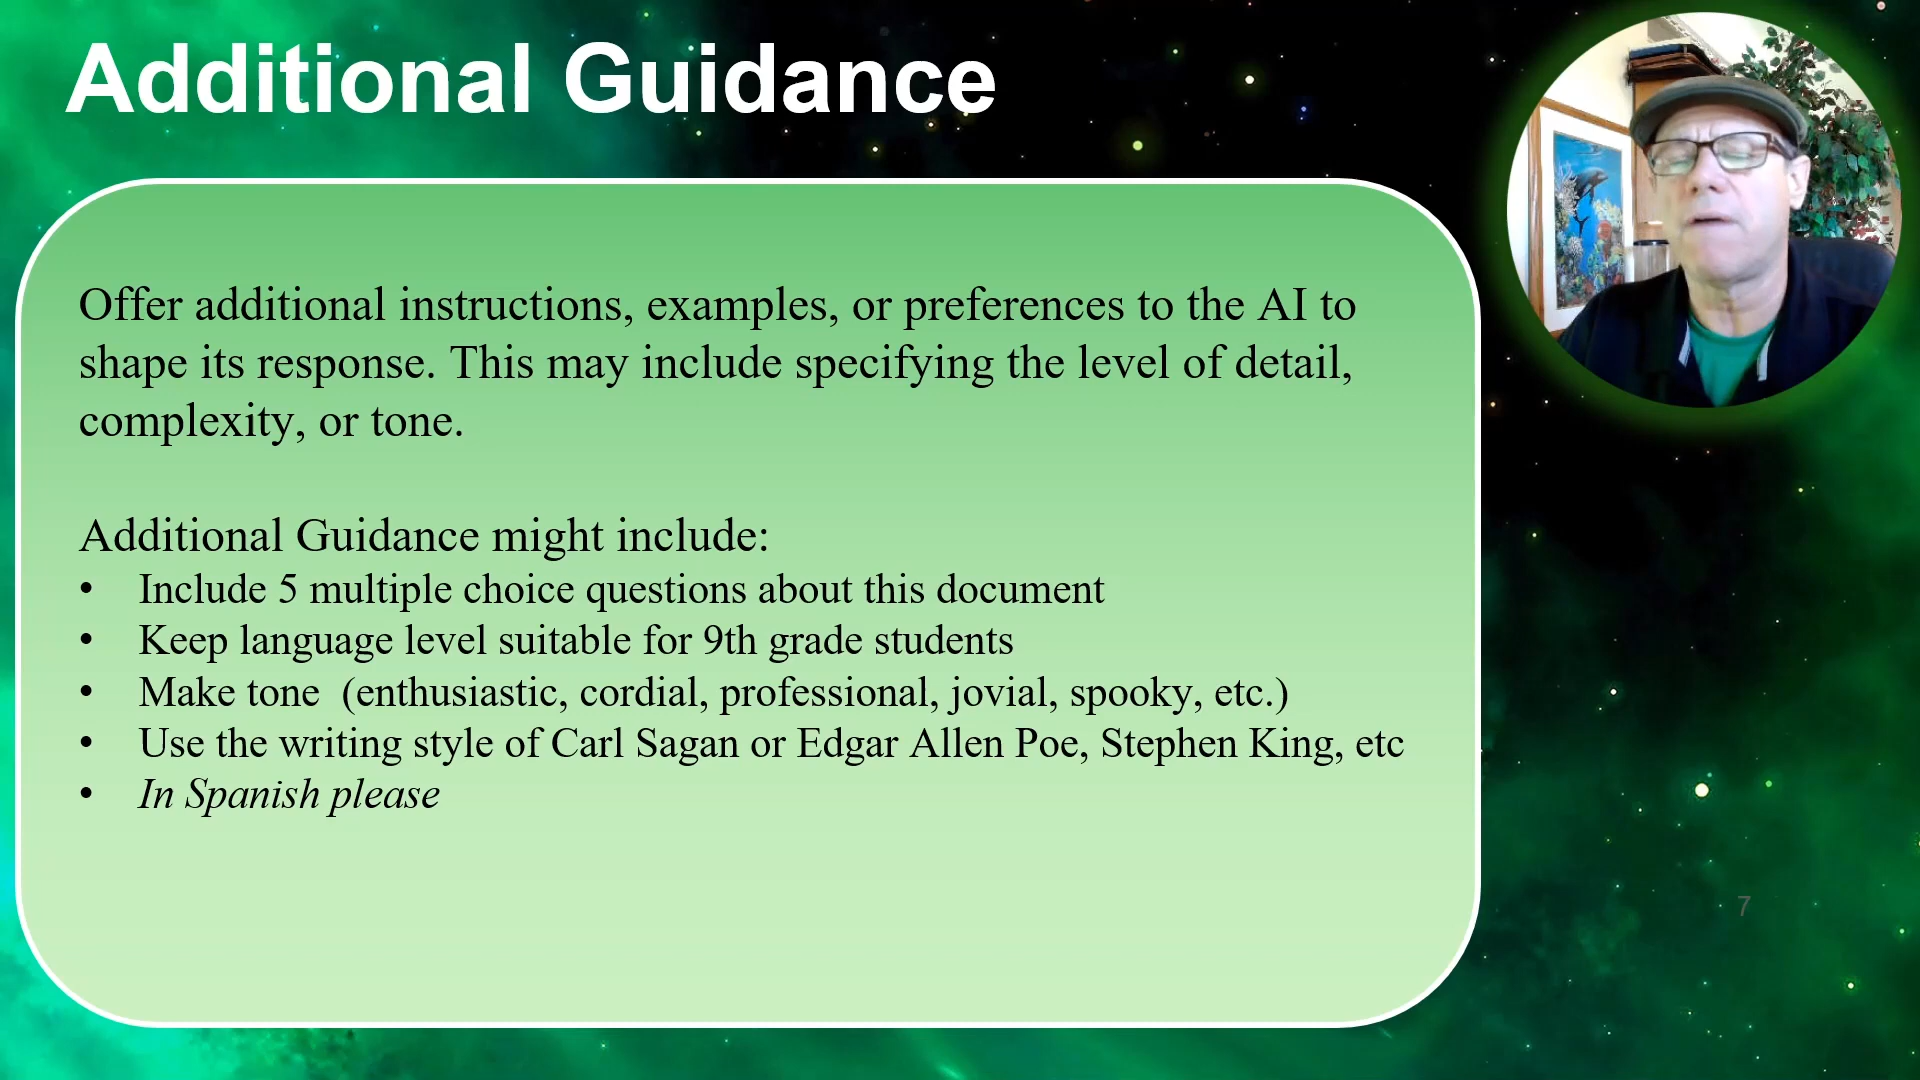 Additional Guidance
Offer additional instructions, examples, or preferences to the AI to
shape its response. This may include specifying the level of detail,
complexity, or tone.
Additional Guidance might include:
• Include 5 multiple choice questions about this document
• Keep language level suitable for 9th grade students
• Make tone  (enthusiastic, cordial, professional, jovial, spooky, etc.)
• Use the writing style of Carl Sagan or Edgar Allen Poe, Stephen King, etc
• In Spanish please
7